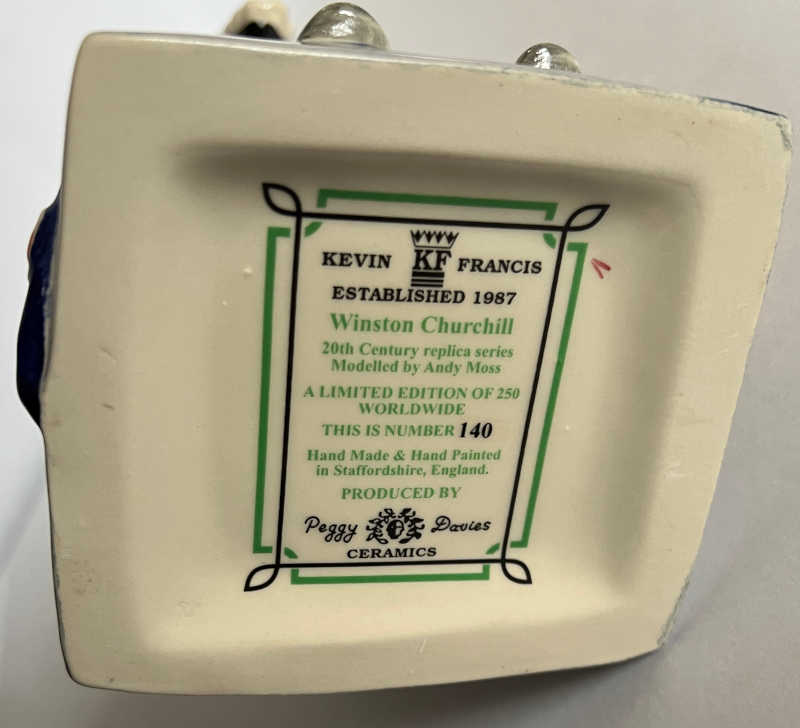 KEVIN KF FRANCIS
ESTABLISHED 1987
Winston Churchill
20th Century replica series
Modelled by Andy Moss
A LIMITED EDITION OF 250
WORLDWIDE
THIS IS NUMBER 140
Hand Made & Hand Painted
in Staffordshire, England.
PRODUCED BY
Peggy Davies
CERAMICS